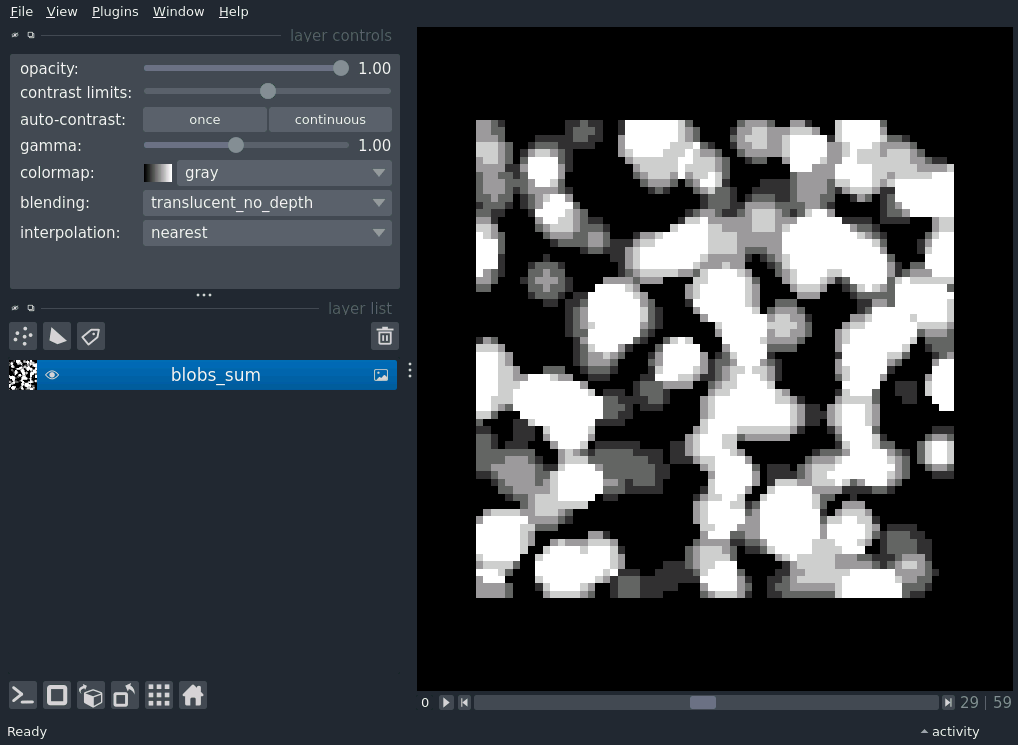 File View Plugins Window Help
layer controls
opacity: 1.00
contrast limits:
auto-contrast: once continuous
gamma: 1.00
colormap: gray
blending: translucent_no_depth
interpolation: nearest
layer list
blobs_sum
0 29 | 59
Ready activity